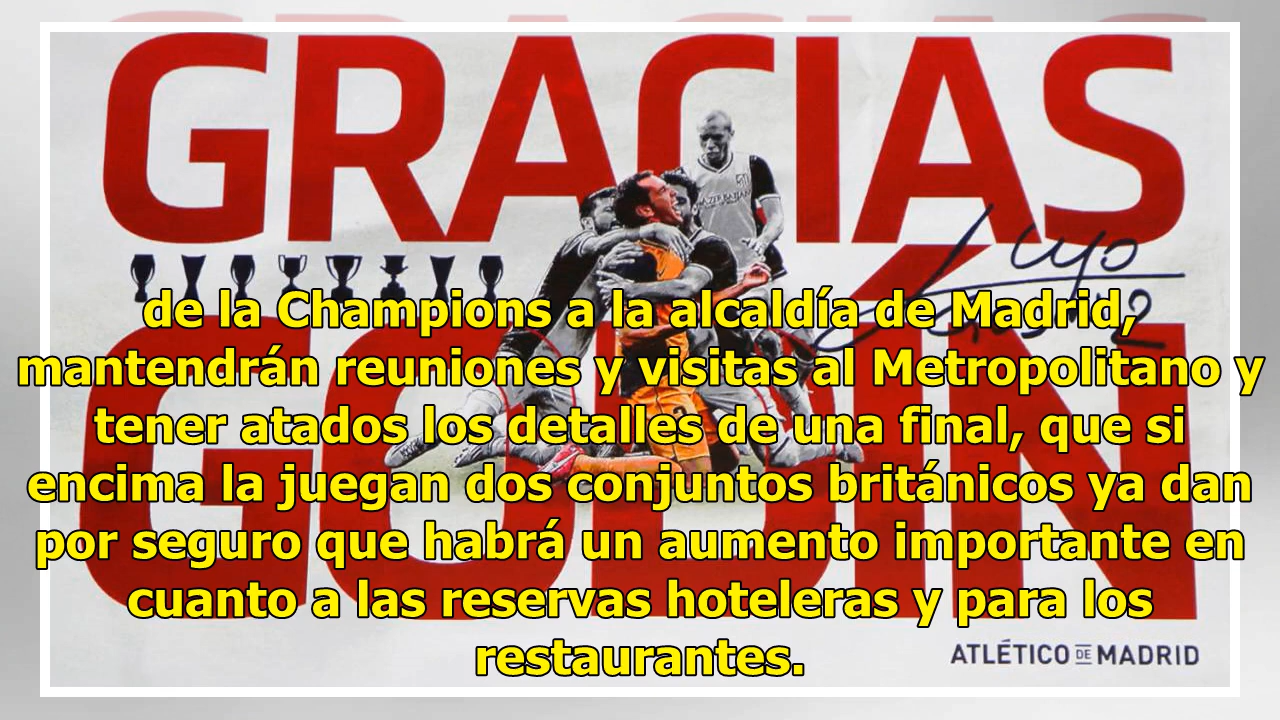 GRACIAS
GODÍN
AZERBAIJAN
de la Champions a la alcaldía de Madrid,
mantendrán reuniones y visitas al Metropolitano y
tener atados los detalles de una final, que si
encima la juegan dos conjuntos británicos ya dan
por seguro que habrá un aumento importante en
cuanto a las reservas hoteleras y para los
restaurantes.
ATLÉTICO DE MADRID